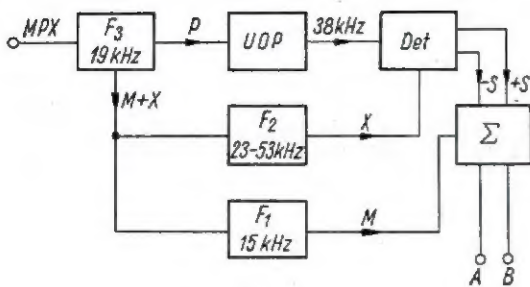 MPX
F3
19 kHz
P
UOP
38kHz
Det
-S
+S
M+X
F2
23-53kHz
X
Σ
F1
15 kHz
M
A
B